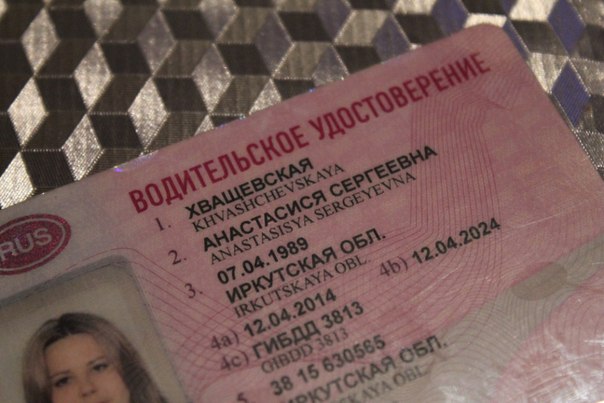 RUS
ВОДИТЕЛЬСКОЕ УДОСТОВЕРЕНИЕ
1. ХВАЩЕВСКАЯ
KHVASHCHEVSKAYA
2. АНАСТАСИСЯ СЕРГЕЕВНА
ANASTASISYA SERGEYEVNA
3. 07.04.1989
ИРКУТСКАЯ ОБЛ.
IRKUTSKAYA OBL.
4a) 12.04.2014 4b) 12.04.2024
4c) ГИБДД 3813
GIBDD 3813
5. 38 15 630565
ИРКУТСКАЯ ОБЛ.
IRKUTSKAYA OBL.